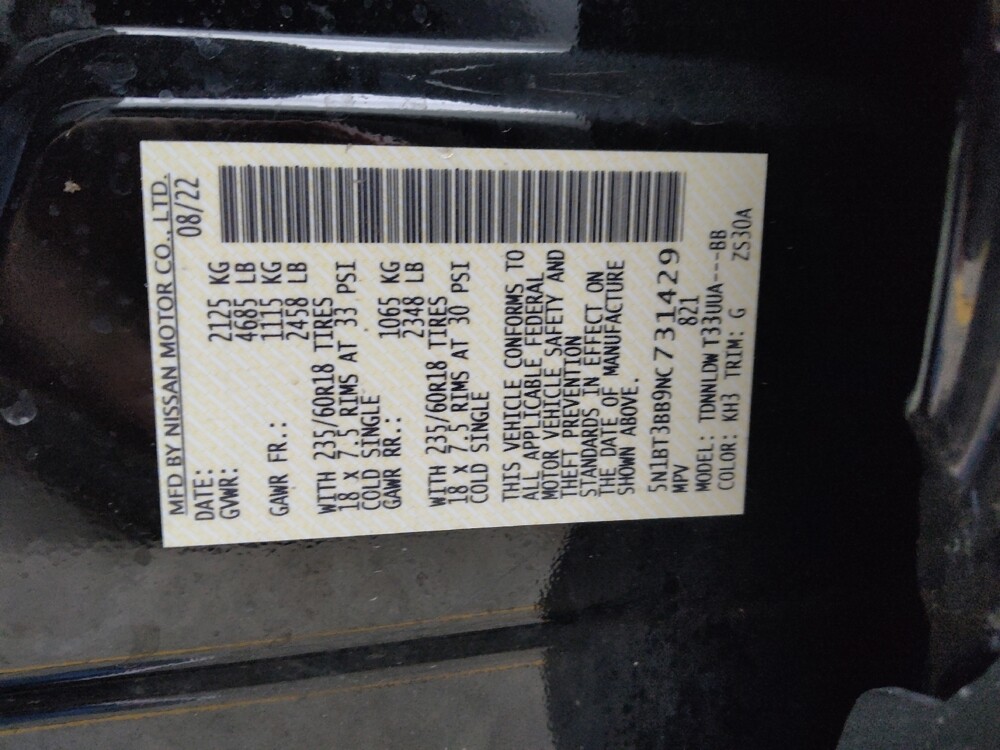 MFD BY NISSAN MOTOR CO., LTD.
DATE: 08/22
GVWR: 2125 KG
4685 LB
GAWR FR.: 1115 KG
2458 LB
WITH 235/60R18 TIRES
18 X 7.5 RIMS AT 33 PSI
COLD SINGLE
GAWR RR.: 1065 KG
2348 LB
WITH 235/60R18 TIRES
18 X 7.5 RIMS AT 30 PSI
COLD SINGLE
THIS VEHICLE CONFORMS TO
ALL APPLICABLE FEDERAL
MOTOR VEHICLE SAFETY AND
THEFT PREVENTION
STANDARDS IN EFFECT ON
THE DATE OF MANUFACTURE
SHOWN ABOVE.
5N1BT3BB9NC731429
MPV 821
MODEL: TDNNLDW T33UUA---BB
COLOR: KH3 TRIM: G ZS30A